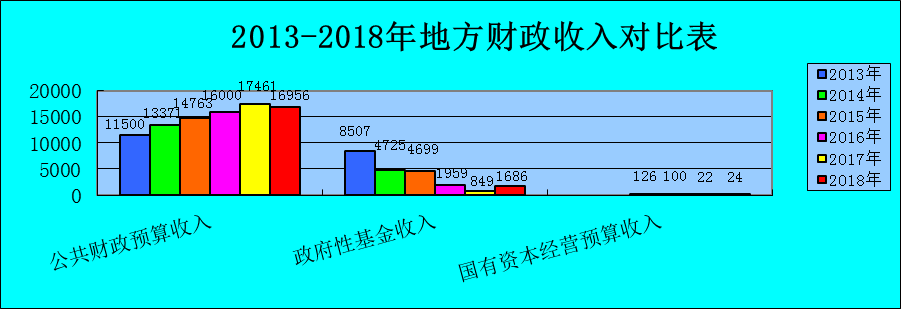 2013-2018年地方财政收入对比表
20000
15000
10000
5000
0
11500
13371
14763
16000
17461
16956
8507
4725
4699
1959
849
1686
126
100
22
24
公共财政预算收入
政府性基金收入
国有资本经营预算收入
2013年
2014年
2015年
2016年
2017年
2018年